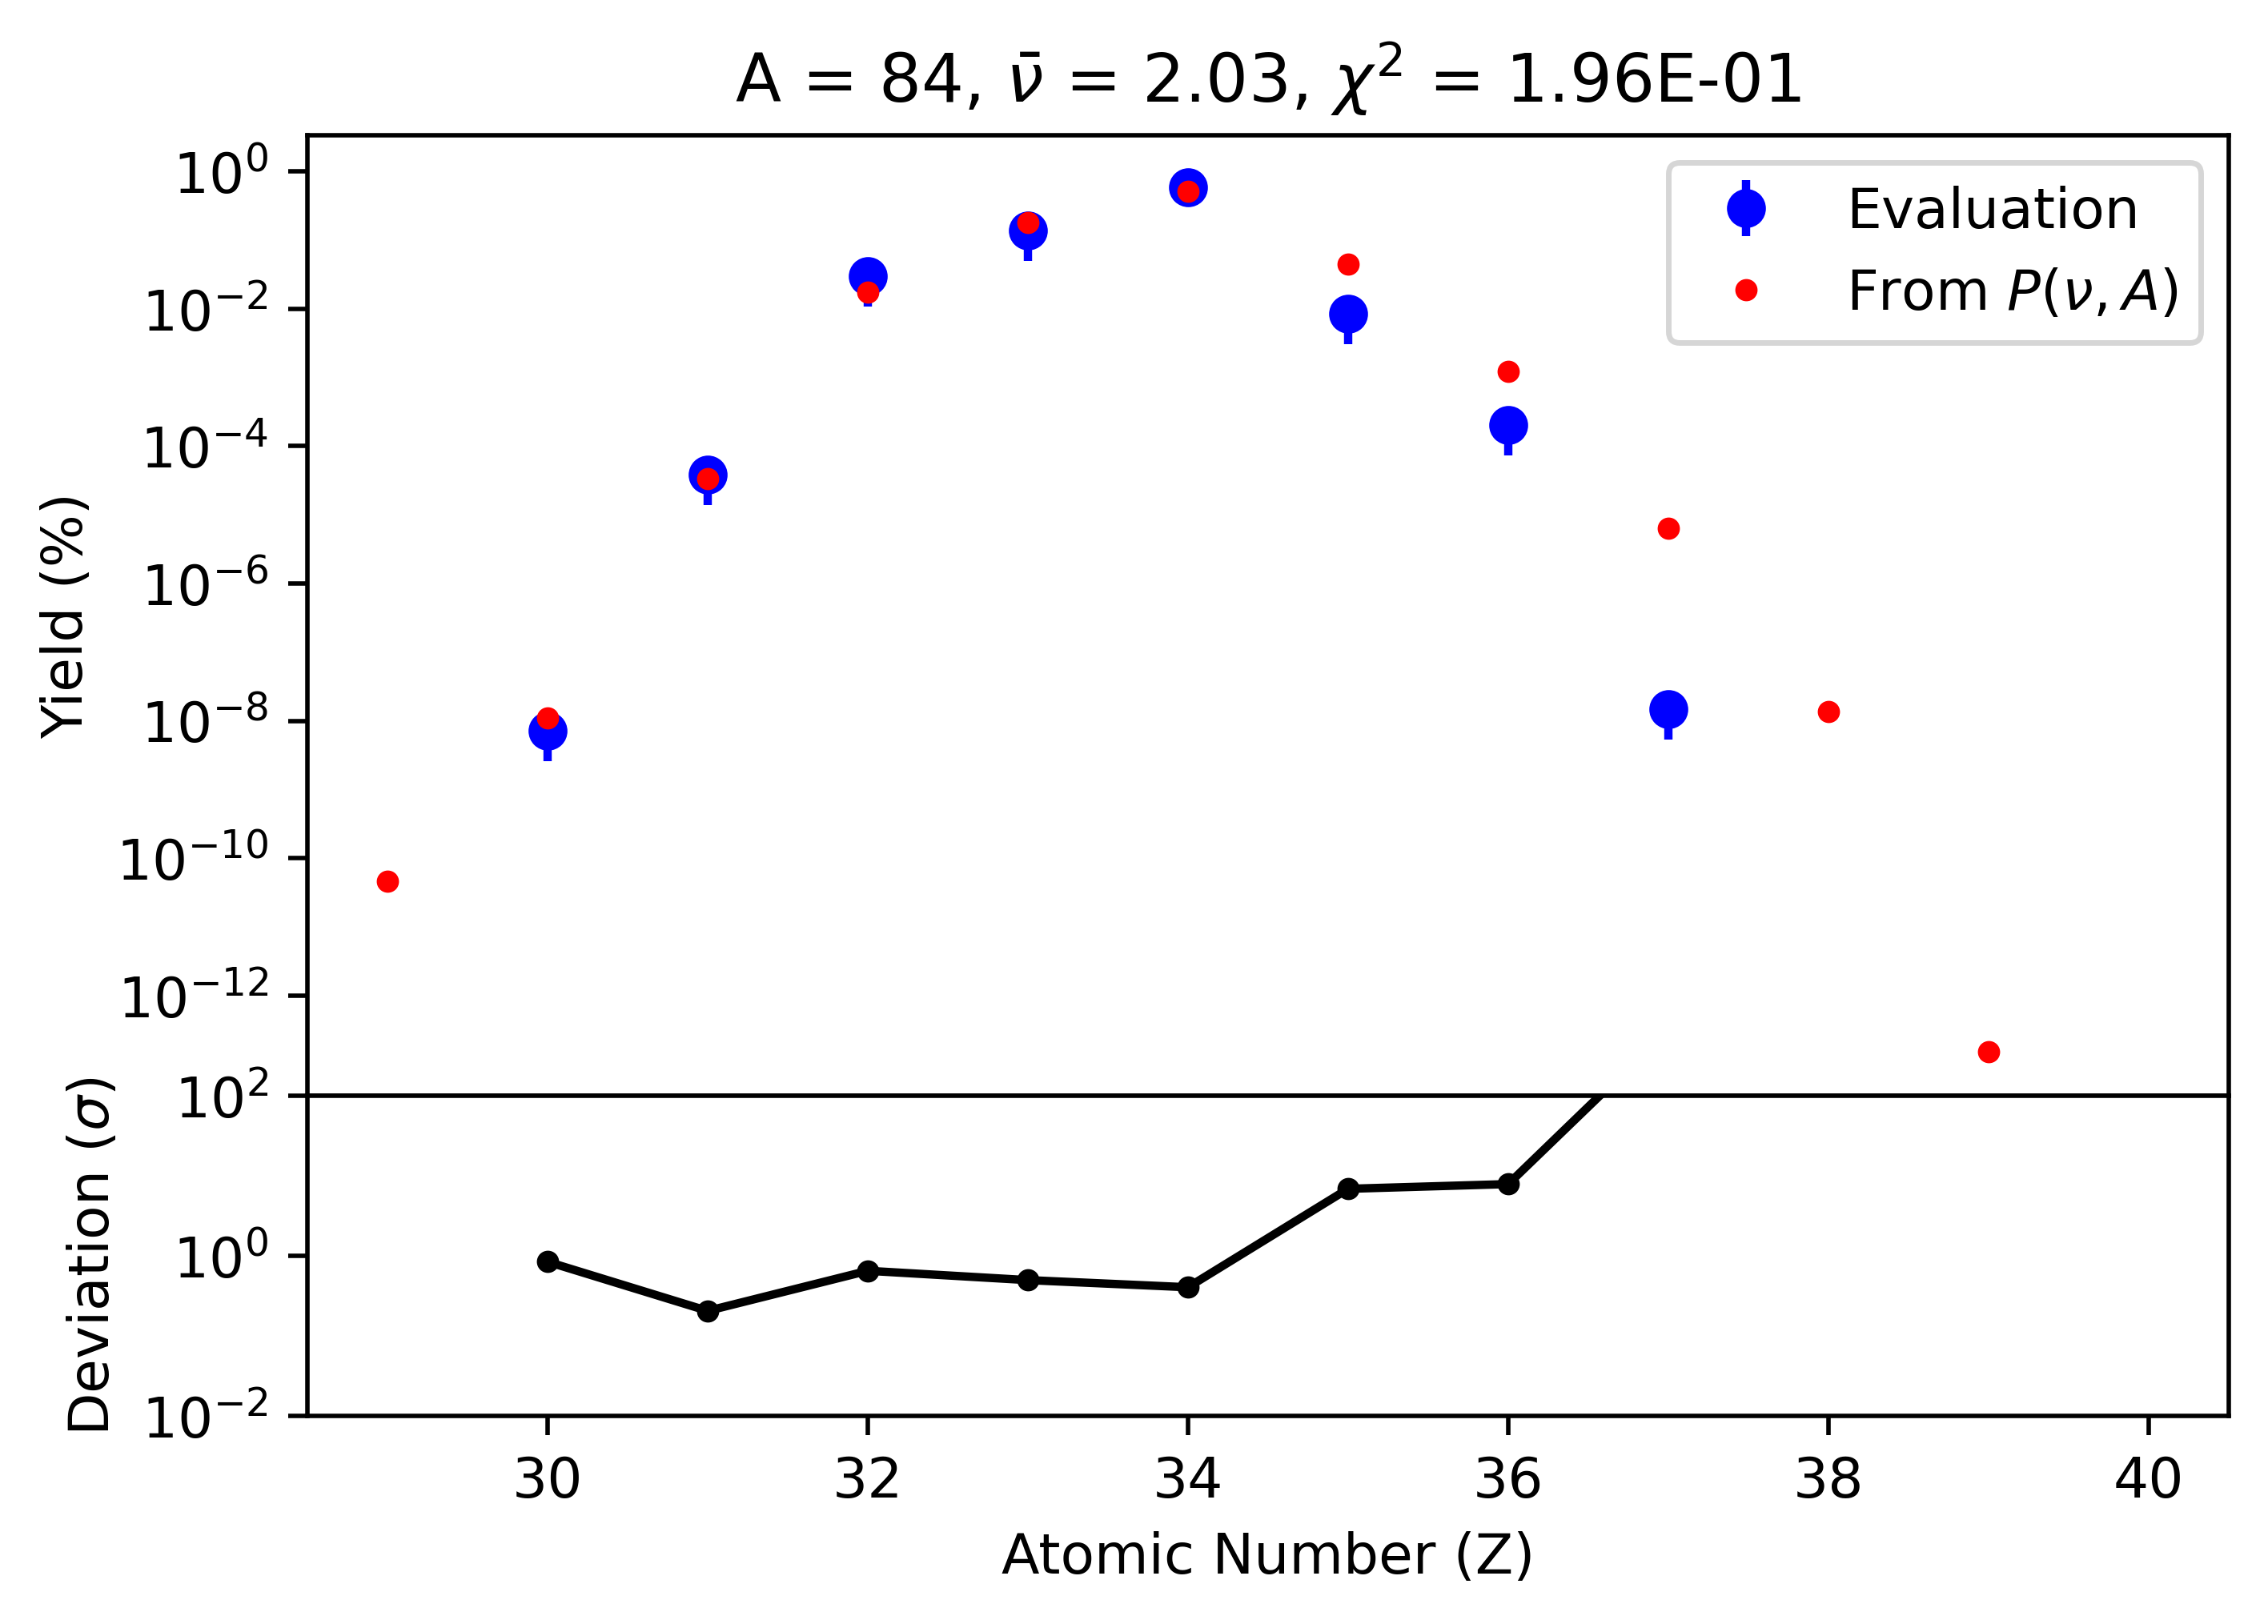 A = 84, ν̄ = 2.03, χ² = 1.96E-01
Evaluation
From P(ν, A)
Yield (%)
10⁰
10⁻²
10⁻⁴
10⁻⁶
10⁻⁸
10⁻¹⁰
10⁻¹²
Deviation (σ)
10²
10⁰
10⁻²
30 32 34 36 38 40
Atomic Number (Z)